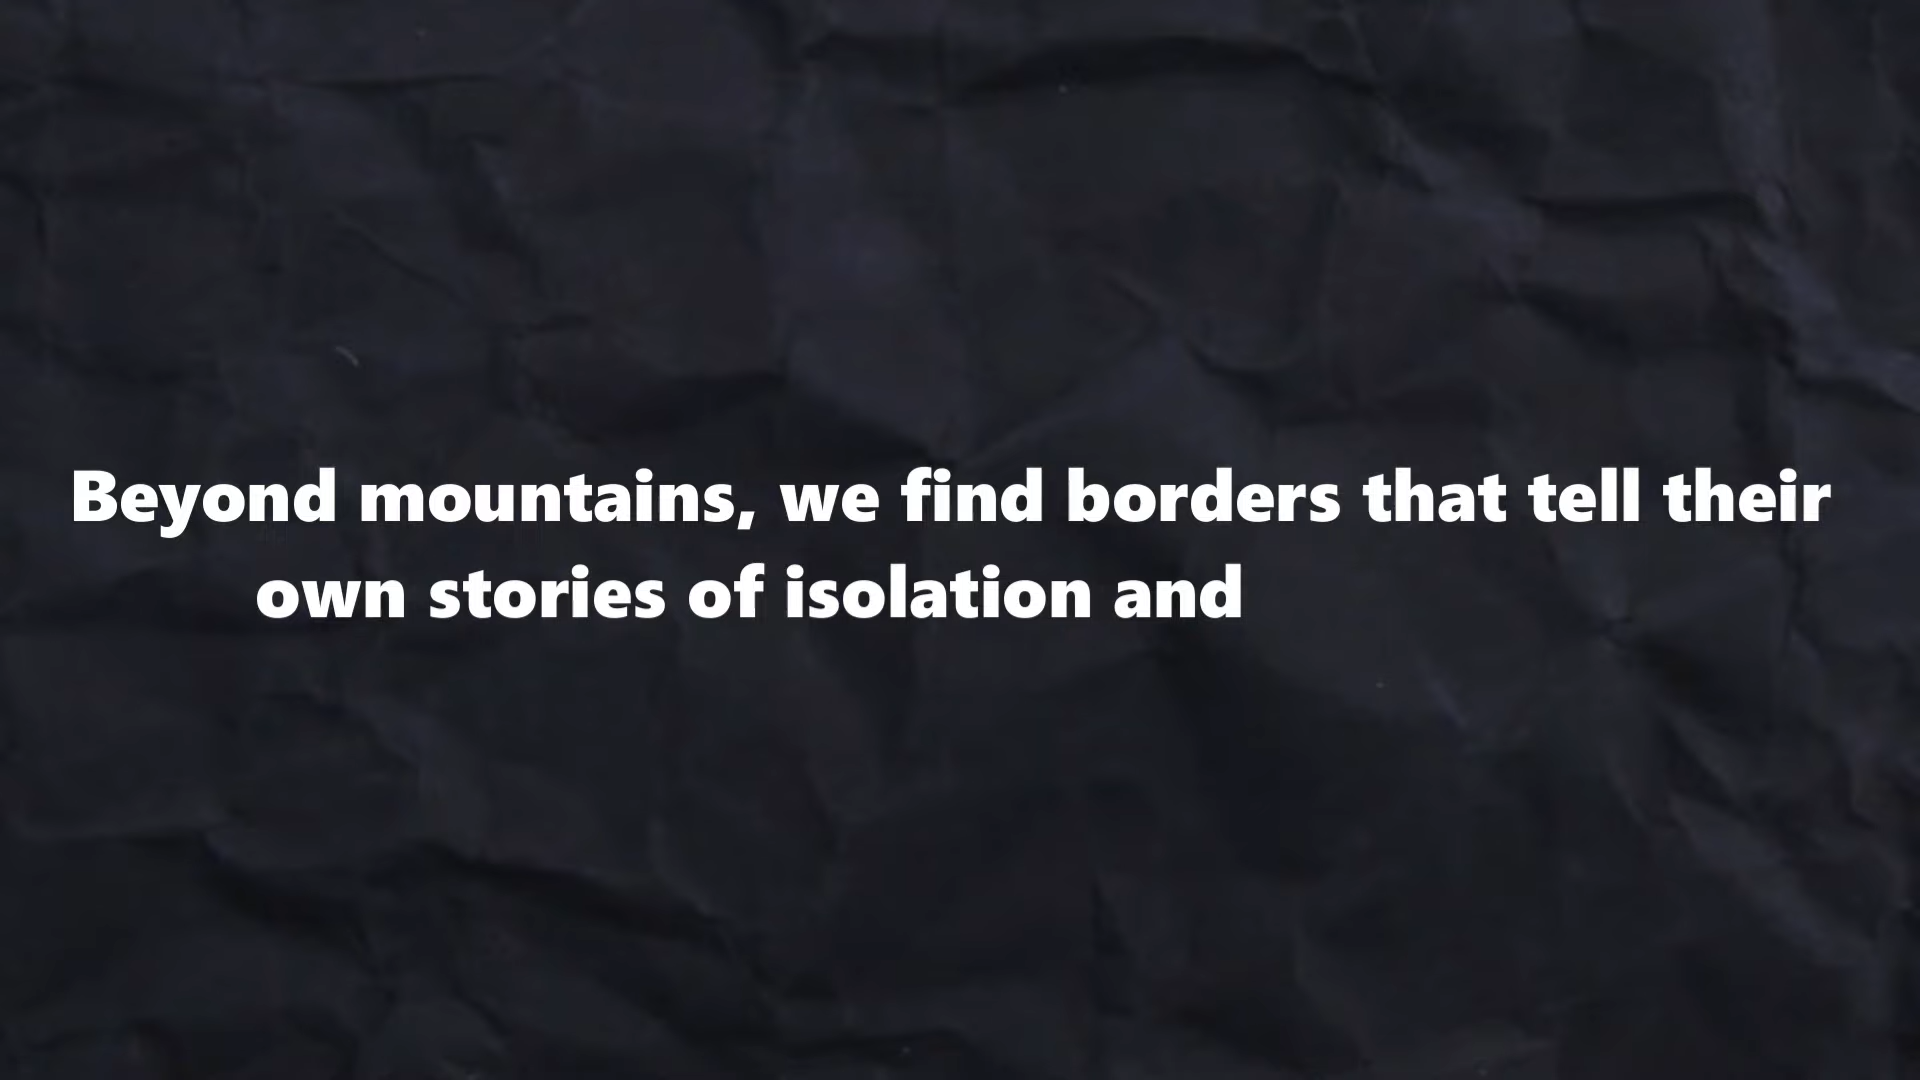 Beyond mountains, we find borders that tell their
own stories of isolation and